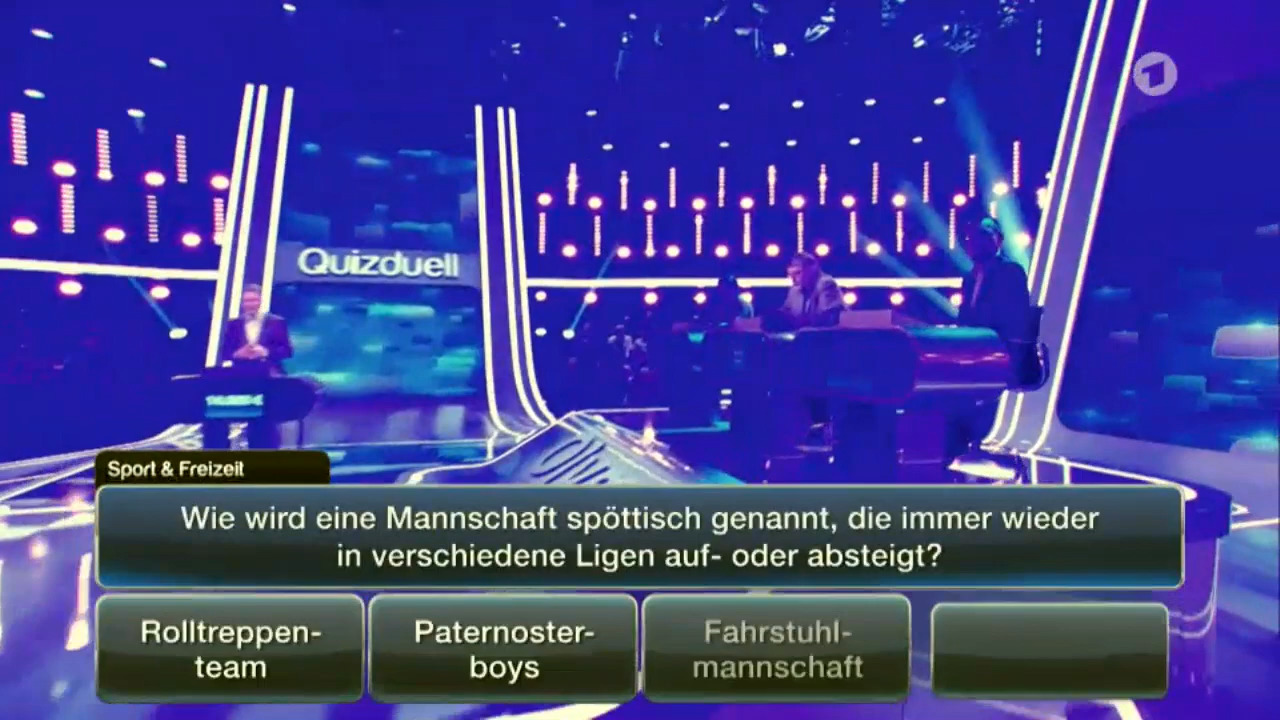 1
Quizduell
Sport & Freizeit
Wie wird eine Mannschaft spöttisch genannt, die immer wieder
in verschiedene Ligen auf- oder absteigt?
Rolltreppen-
team
Paternoster-
boys
Fahrstuhl-
mannschaft